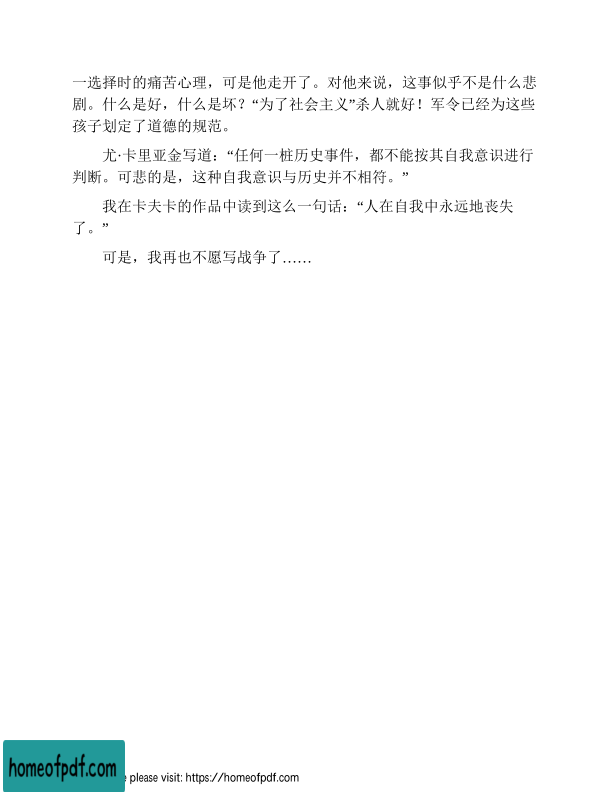 一选择时的痛苦心理，可是他走开了。对他来说，这事似乎不是什么悲
剧。什么是好，什么是坏？“为了社会主义”杀人就好！军令已经为这些
孩子划定了道德的规范。
尤·卡里亚金写道：“任何一桩历史事件，都不能按其自我意识进行
判断。可悲的是，这种自我意识与历史并不相符。”
我在卡夫卡的作品中读到这么一句话：“人在自我中永远地丧失
了。”
可是，我再也不愿写战争了……
homeofpdf.com
e please visit: https://homeofpdf.com